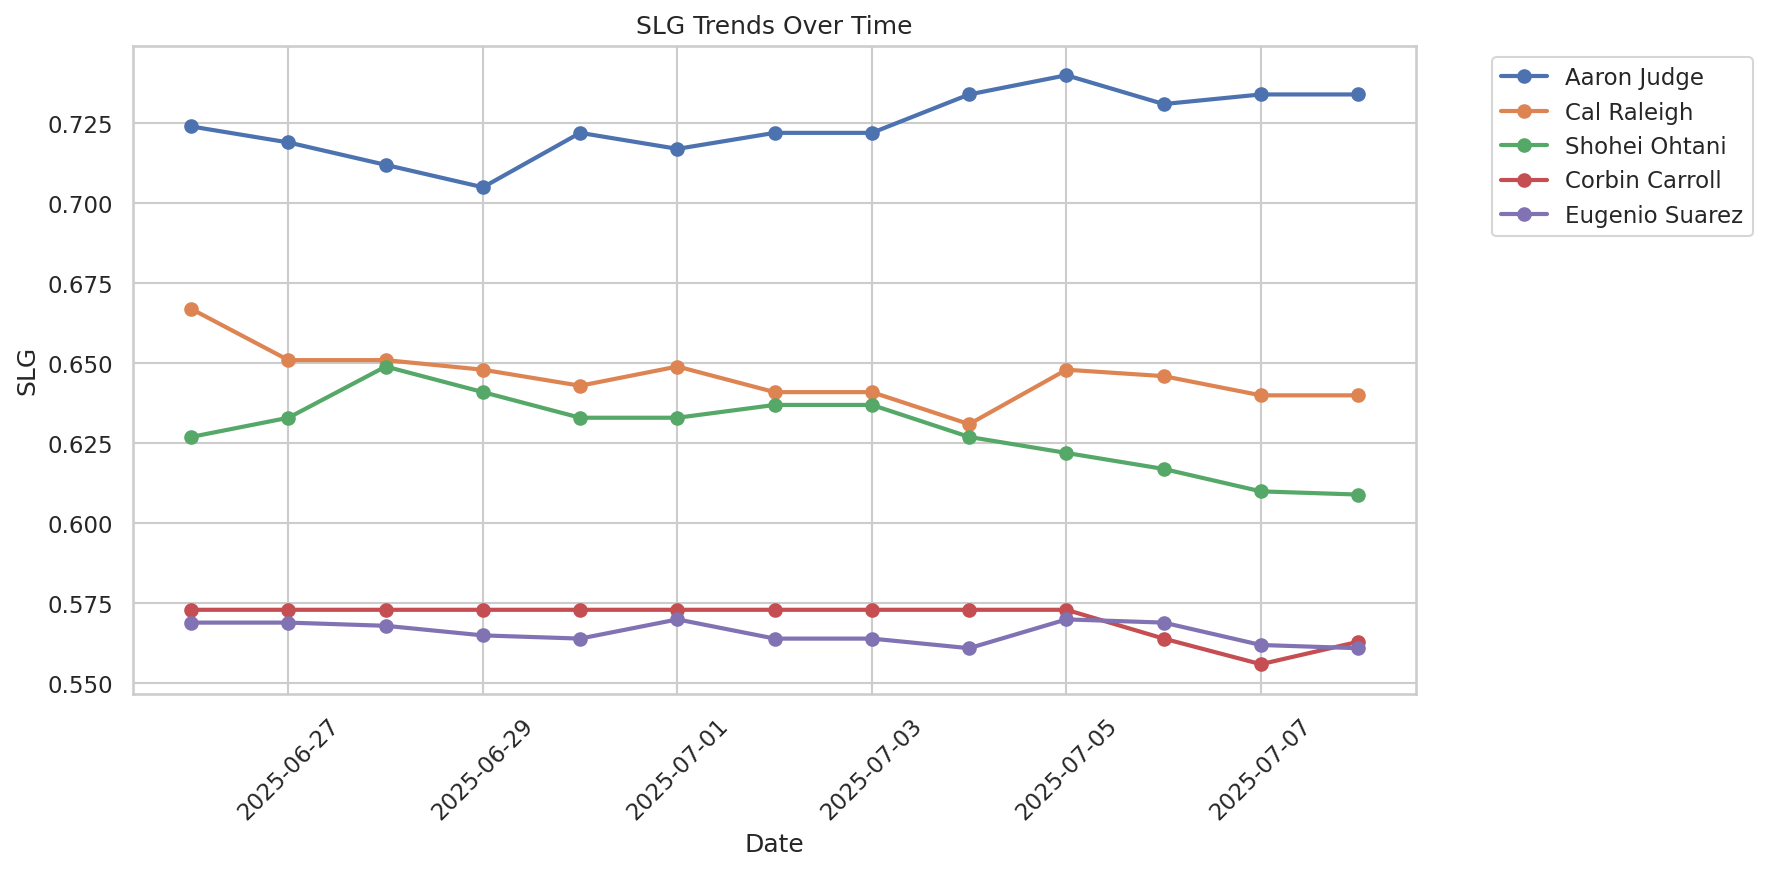 SLG Trends Over Time
Aaron Judge
Cal Raleigh
Shohei Ohtani
Corbin Carroll
Eugenio Suarez
SLG
0.725
0.700
0.675
0.650
0.625
0.600
0.575
0.550
2025-06-27
2025-06-29
2025-07-01
2025-07-03
2025-07-05
2025-07-07
Date